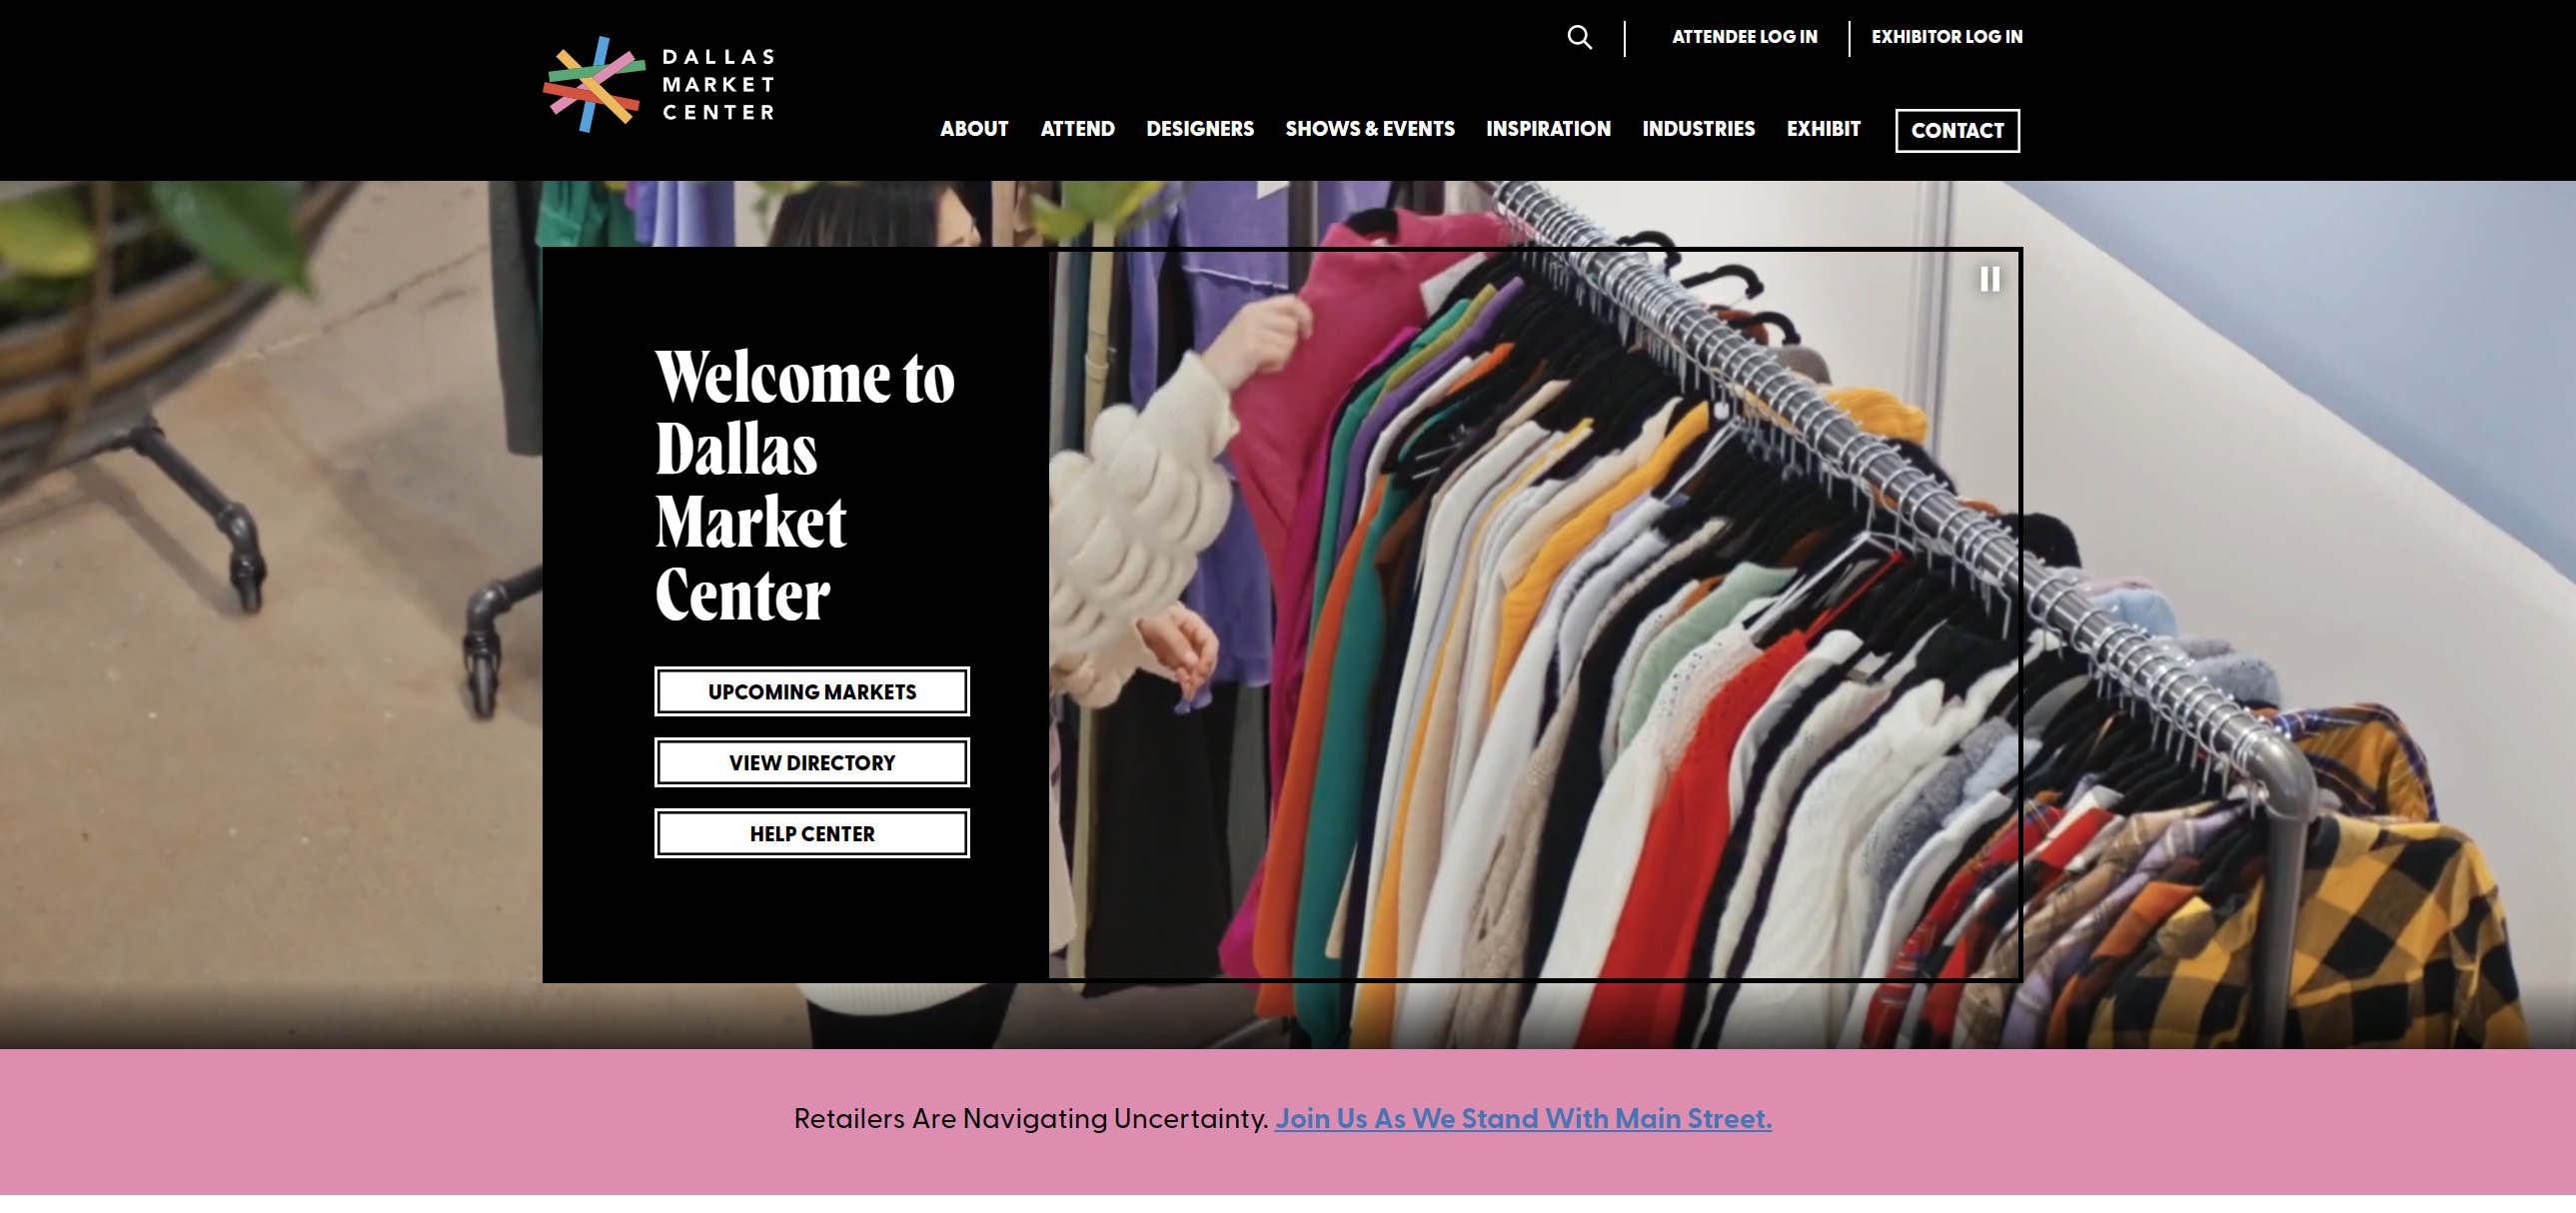 DALLAS
MARKET
CENTER
ATTENDEE LOG IN
EXHIBITOR LOG IN
ABOUT ATTEND DESIGNERS SHOWS & EVENTS INSPIRATION INDUSTRIES EXHIBIT CONTACT
Welcome to
Dallas
Market
Center
UPCOMING MARKETS
VIEW DIRECTORY
HELP CENTER
Retailers Are Navigating Uncertainty. Join Us As We Stand With Main Street.